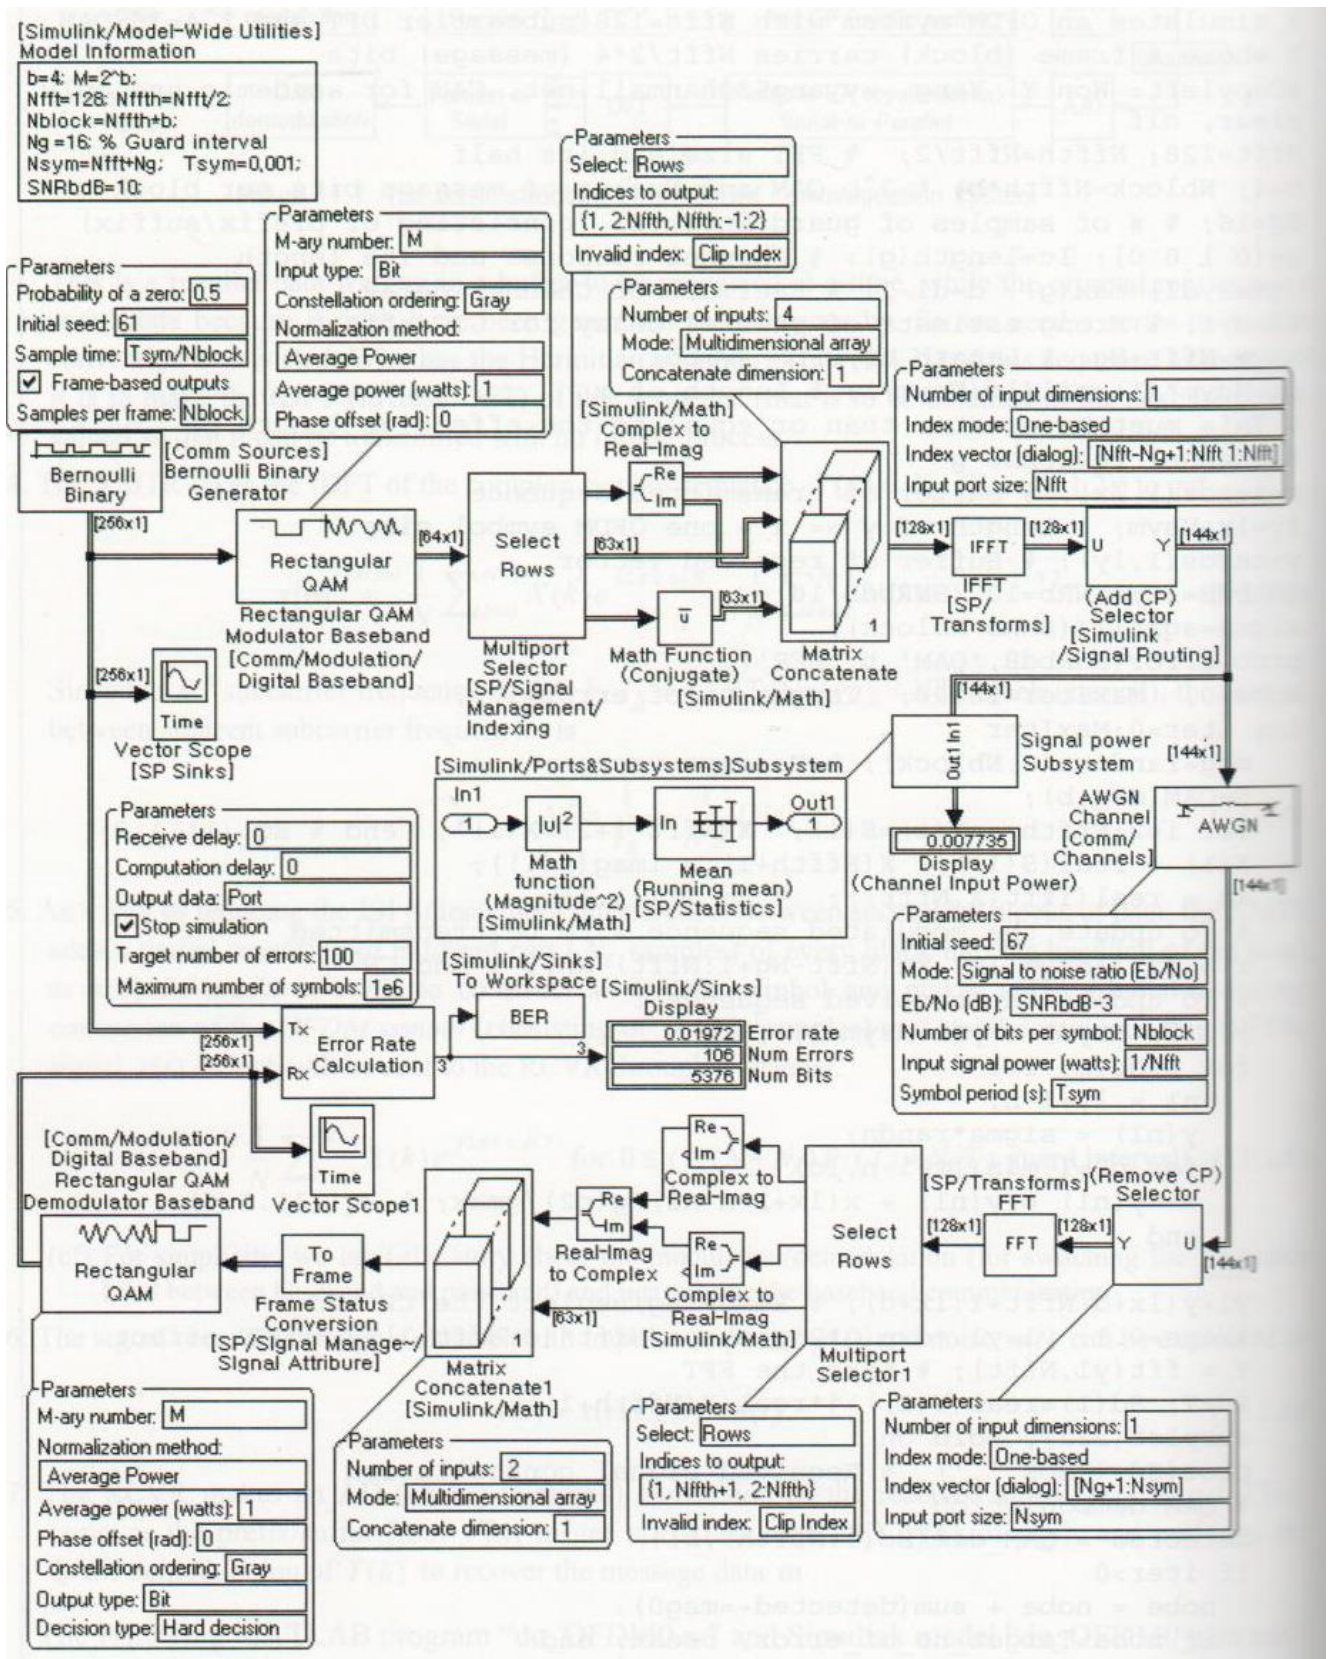 [Simulink/Model-Wide Utilities]
Model Information
b=4; M=2^b;
Nfft=128; Nffth=Nfft/2;
Nblock=Nffth*b;
Ng=16; % Guard interval
Nsym=Nfft+Ng; Tsym=0.001;
SNRbdB=10;
Parameters
Select: Rows
Indices to output:
{1, 2:Nffth, Nffth:-1:2}
Invalid index: Clip Index
Parameters
M-ary number: M
Input type: Bit
Constellation ordering: Gray
Normalization method:
Average Power
Average power (watts): 1
Phase offset (rad): 0
Parameters
Probability of a zero: 0.5
Initial seed: 61
Sample time: Tsym/Nblock
Frame-based outputs
Samples per frame: Nblock
Parameters
Number of inputs: 4
Mode: Multidimensional array
Concatenate dimension: 1
Parameters
Number of input dimensions: 1
Index mode: One-based
Index vector (dialog): [Nfft-Ng+1:Nfft 1:Nfft]
Input port size: Nfft
Bernoulli
Binary
[Comm Sources]
Bernoulli Binary
Generator
[256x1]
Rectangular
QAM
Rectangular QAM
Modulator Baseband
[Comm/Modulation/
Digital Baseband]
[64x1]
Select
Rows
Multiport
Selector
[SP/Signal
Management/
Indexing
[Simulink/Math]
Complex to
Real-Imag
Re
Im
[63x1]
u
Math Function
(Conjugate)
[Simulink/Math]
[63x1]
1
Matrix
Concatenate
[128x1]
IFFT
IFFT
[SP/
Transforms]
[128x1]
U Y
(Add CP)
Selector
[Simulink
/Signal Routing]
[144x1]
[256x1]
Time
Vector Scope
[SP Sinks]
[144x1]
Out1 In1
Signal power
Subsystem
[144x1]
0.007735
Display
(Channel Input Power)
AWGN
Channel
[Comm/
Channels]
AWGN
[144x1]
[Simulink/Ports&Subsystems]Subsystem
In1
1
|u|2
Math
function
(Magnitude^2)
[Simulink/Math]
In
Mean
(Running mean)
[SP/Statistics]
Out1
1
Parameters
Receive delay: 0
Computation delay: 0
Output data: Port
Stop simulation
Target number of errors: 100
Maximum number of symbols: 1e6
Parameters
Initial seed: 67
Mode: Signal to noise ratio (Eb/No)
Eb/No (dB): SNRbdB-3
Number of bits per symbol: Nblock
Input signal power (watts): 1/Nfft
Symbol period (s): Tsym
[Simulink/Sinks]
To Workspace
BER
[Simulink/Sinks]
Display
0.01972 Error Rate
106 Num Errors
5376 Num Bits
3
[256x1]
[256x1]
Tx
Rx
Error Rate
Calculation
3
Time
Vector Scope1
[Comm/Modulation/
Digital Baseband]
Rectangular QAM
Demodulator Baseband
Rectangular
QAM
To
Frame
Frame Status
Conversion
[SP/Signal Manage~/
SIgnal Attribure]
Matrix
Concatenate1
[Simulink/Math]
Re
Im
Real-Imag
to Complex
Re
Im
Complex to
Real-Imag
Re
Im
Complex to
Real-Imag
[Simulink/Math]
[63x1]
Select
Rows
Multiport
Selector1
[128x1]
[SP/Transforms]
FFT
FFT
[128x1]
(Remove CP)
Selector
Y U
[144x1]
Parameters
M-ary number: M
Normalization method:
Average Power
Average power (watts): 1
Phase offset (rad): 0
Constellation ordering: Gray
Output type: Bit
Decision type: Hard decision
Parameters
Number of inputs: 2
Mode: Multidimensional array
Concatenate dimension: 1
Parameters
Select: Rows
Indices to output:
{1, Nffth+1, 2:Nffth}
Invalid index: Clip Index
Parameters
Number of input dimensions: 1
Index mode: One-based
Index vector (dialog): [Ng+1:Nsym]
Input port size: Nsym